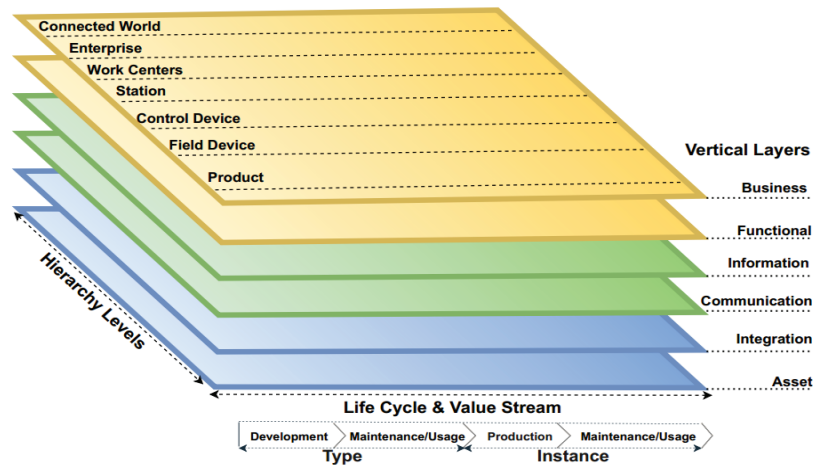 Connected World
Enterprise
Work Centers
Station
Control Device
Field Device
Product
Vertical Layers
Business
Functional
Information
Communication
Integration
Asset
Hierarchy Levels
Life Cycle & Value Stream
Development Maintenance/Usage Production Maintenance/Usage
Type Instance